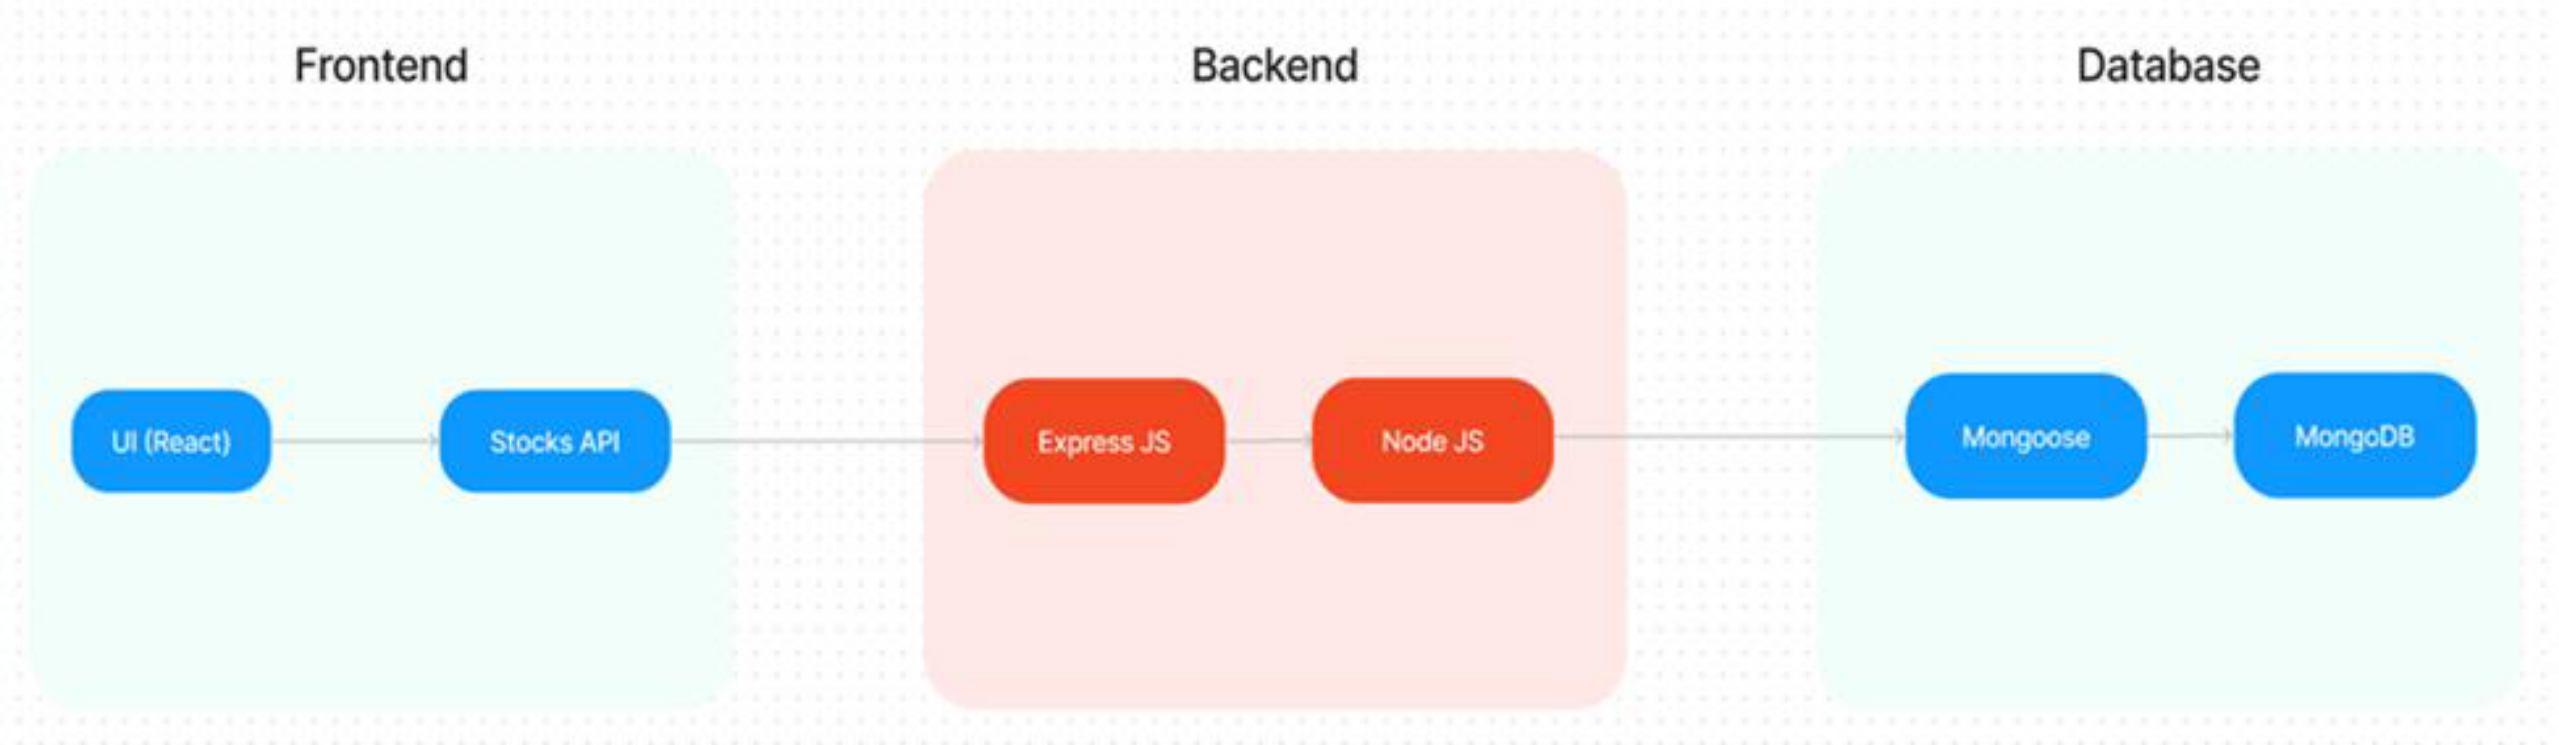 Frontend
Backend
Database
UI (React)
Stocks API
Express JS
Node JS
Mongoose
MongoDB